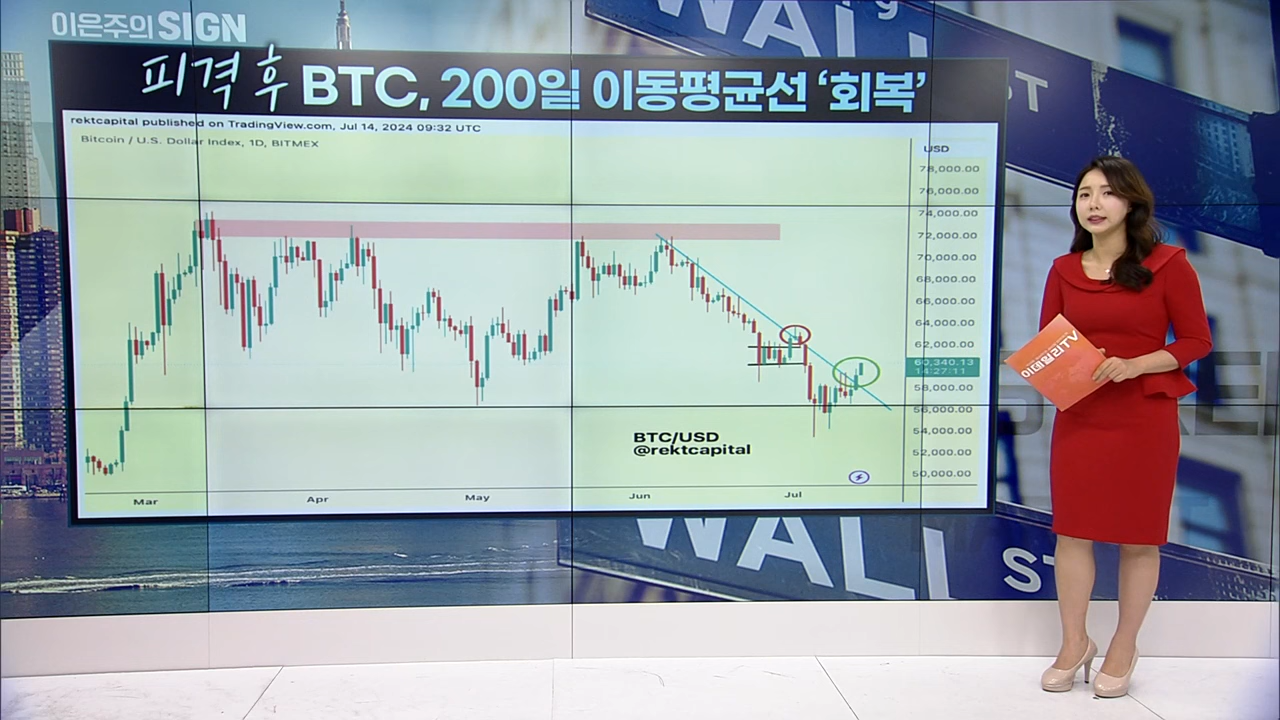 이은주의 SIGN
피격 후 BTC, 200일 이동평균선 ‘회복’
rektcapital published on TradingView.com, Jul 14, 2024 09:32 UTC
Bitcoin / U.S. Dollar Index, 1D, BITMEX
USD
78,000.00
76,000.00
74,000.00
72,000.00
70,000.00
68,000.00
66,000.00
64,000.00
62,000.00
60,340.13
14:27:11
58,000.00
56,000.00
54,000.00
52,000.00
50,000.00
BTC/USD
@rektcapital
Mar Apr May Jun Jul
WALL
ST
WALL ST
이데일리TV